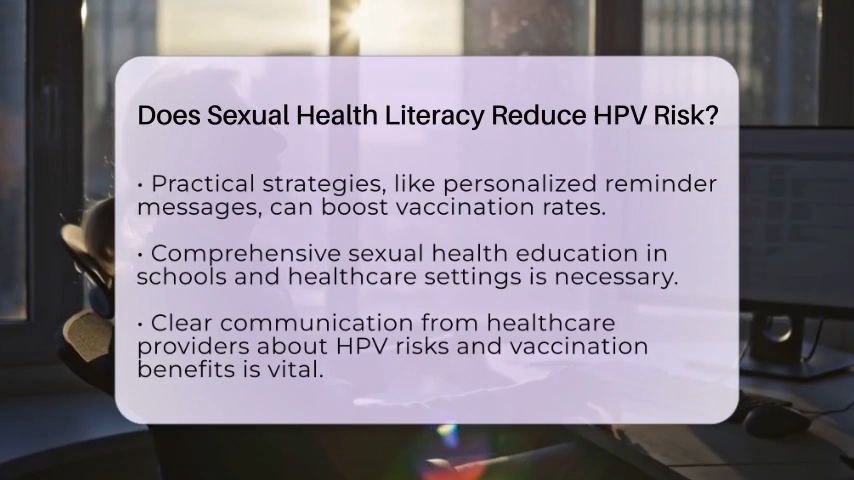 Does Sexual Health Literacy Reduce HPV Risk?
• Practical strategies, like personalized reminder
messages, can boost vaccination rates.
• Comprehensive sexual health education in
schools and healthcare settings is necessary.
• Clear communication from healthcare
providers about HPV risks and vaccination
benefits is vital.